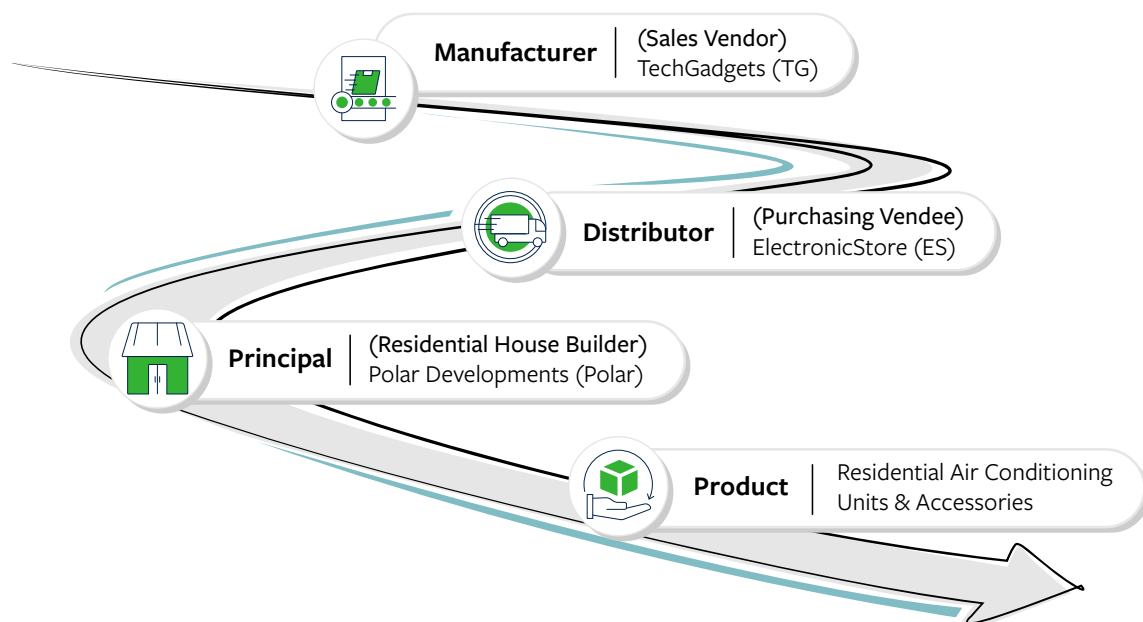 Manufacturer
(Sales Vendor)
TechGadgets (TG)
Distributor
(Purchasing Vendee)
ElectronicStore (ES)
Principal
(Residential House Builder)
Polar Developments (Polar)
Product
Residential Air Conditioning
Units & Accessories